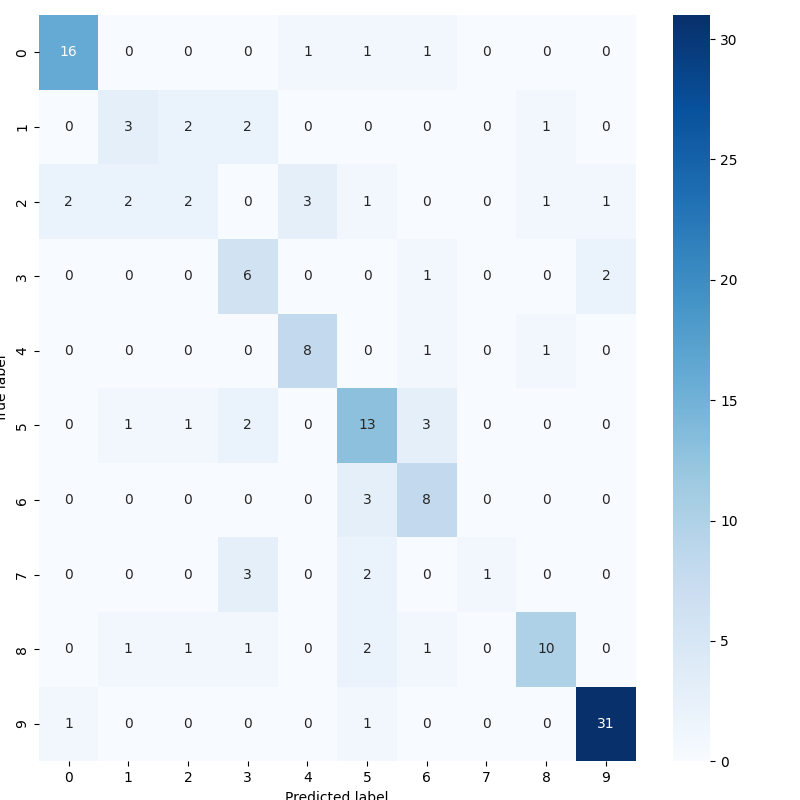 0 16 0 0 0 1 1 1 0 0 0
1 0 3 2 2 0 0 0 0 1 0
2 2 2 2 0 3 1 0 0 1 1
3 0 0 0 6 0 0 1 0 0 2
4 0 0 0 0 8 0 1 0 1 0
5 0 1 1 2 0 13 3 0 0 0
6 0 0 0 0 0 3 8 0 0 0
7 0 0 0 3 0 2 0 1 0 0
8 0 1 1 1 0 2 1 0 10 0
9 1 0 0 0 0 1 0 0 0 31
0 1 2 3 4 5 6 7 8 9
Predicted label
True label
30
25
20
15
10
5
0